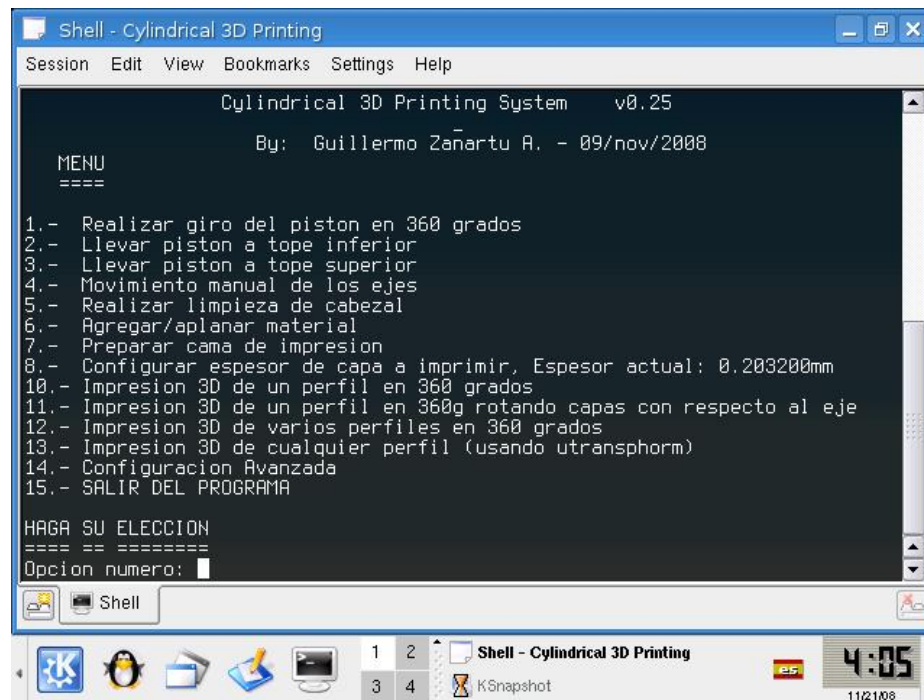 Shell - Cylindrical 3D Printing
Session Edit View Bookmarks Settings Help
Cylindrical 3D Printing System v0.25
By: Guillermo Zañartu A. - 09/nov/2008
MENU
====
1.- Realizar giro del piston en 360 grados
2.- Llevar piston a tope inferior
3.- Llevar piston a tope superior
4.- Movimiento manual de los ejes
5.- Realizar limpieza de cabezal
6.- Agregar/aplanar material
7.- Preparar cama de impresion
8.- Configurar espesor de capa a imprimir, Espesor actual: 0.203200mm
10.- Impresion 3D de un perfil en 360 grados
11.- Impresion 3D de un perfil en 360g rotando capas con respecto al eje
12.- Impresion 3D de varios perfiles en 360 grados
13.- Impresion 3D de cualquier perfil (usando utransphorm)
14.- Configuracion Avanzada
15.- SALIR DEL PROGRAMA
HAGA SU ELECCION
==== == ========
Opcion numero:
Shell
1 2
3 4
Shell - Cylindrical 3D Printing
KSnapshot
es
4:05
11/21/08